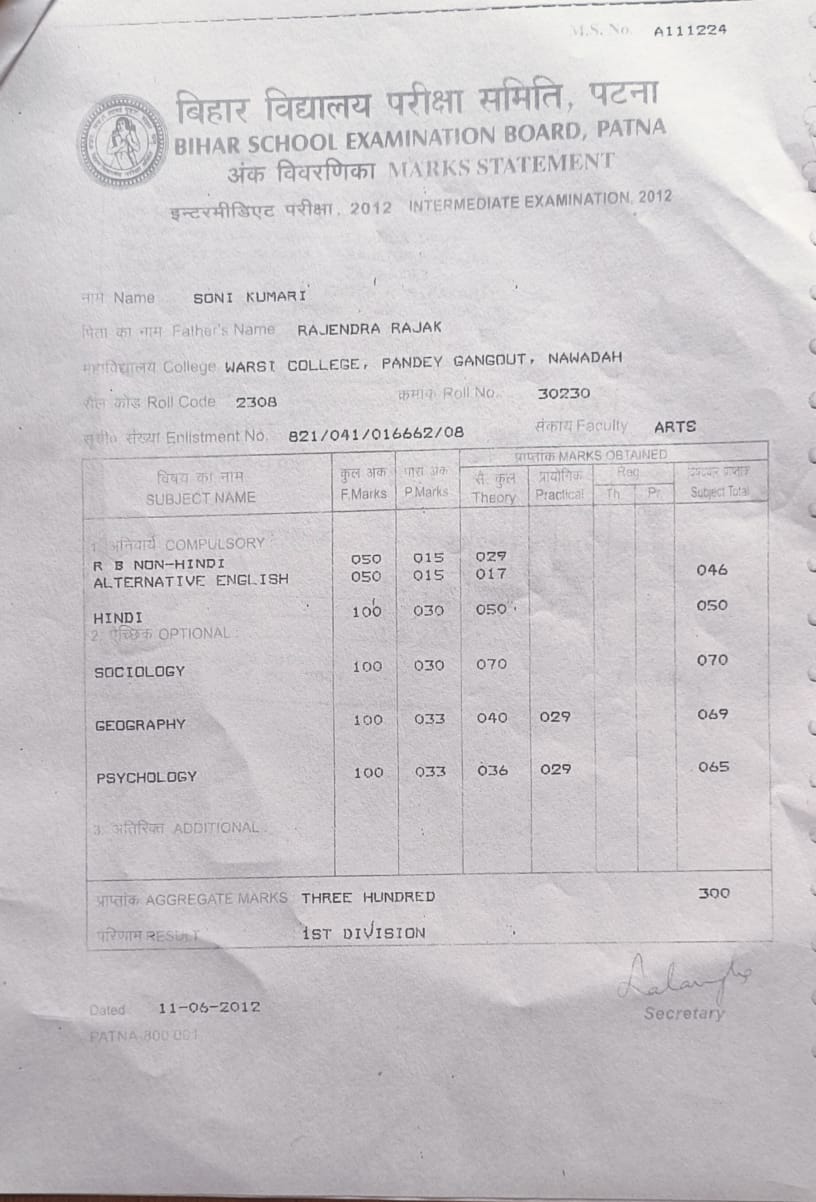 M.S. No. A111224
बिहार विद्यालय परीक्षा समिति, पटना
BIHAR SCHOOL EXAMINATION BOARD, PATNA
अंक विवरणिका MARKS STATEMENT
इन्टरमीडिएट परीक्षा, 2012 INTERMEDIATE EXAMINATION, 2012
नाम Name SONI KUMARI
पिता का नाम Father's Name RAJENDRA RAJAK
महाविद्यालय College WARSI COLLEGE, PANDEY GANGOUT, NAWADAH
रौल कोड Roll Code 2308 क्रमांक Roll No. 30230
सूची० संख्या Enlistment No. 821/041/016662/08 संकाय Faculty ARTS
प्राप्तांक MARKS OBTAINED
विषय का नाम कुल अंक पास अंक सै. कुल प्रायोगिक Reg
SUBJECT NAME F.Marks P.Marks Theory Practical Th. Pr. Subject Total
1. अनिवार्य COMPULSORY :
R B NON-HINDI 050 015 029
ALTERNATIVE ENGLISH 050 015 017 046
HINDI 100 030 050 050
2. ऐच्छिक OPTIONAL :
SOCIOLOGY 100 030 070 070
GEOGRAPHY 100 033 040 029 069
PSYCHOLOGY 100 033 036 029 065
3. अतिरिक्त ADDITIONAL :
प्राप्तांक AGGREGATE MARKS THREE HUNDRED 300
परिणाम RESULT 1ST DIVISION
Secretary
Dated 11-06-2012
PATNA 800 001